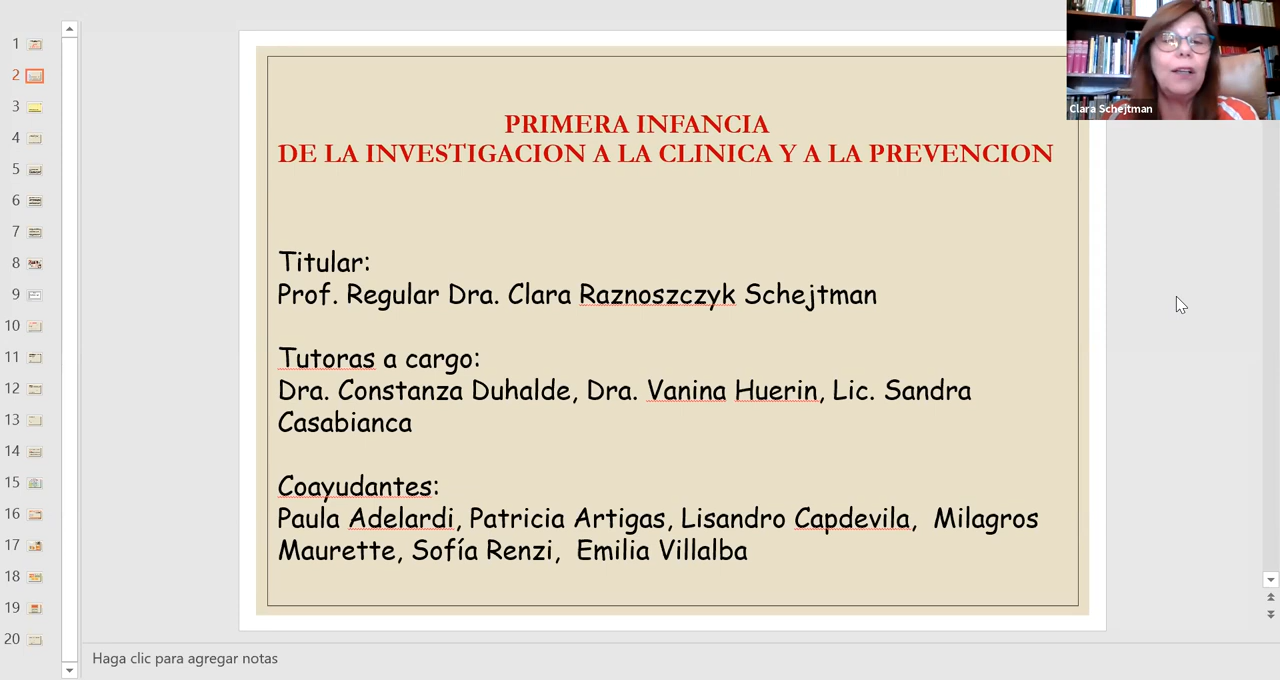 1
2
3
4
5
6
7
8
9
10
11
12
13
14
15
16
17
18
19
20
PRIMERA INFANCIA
DE LA INVESTIGACION A LA CLINICA Y A LA PREVENCION
Titular:
Prof. Regular Dra. Clara Raznoszczyk Schejtman
Tutoras a cargo:
Dra. Constanza Duhalde, Dra. Vanina Huerin, Lic. Sandra
Casabianca
Coayudantes:
Paula Adelardi, Patricia Artigas, Lisandro Capdevila, Milagros
Maurette, Sofía Renzi, Emilia Villalba
Clara Schejtman
Haga clic para agregar notas